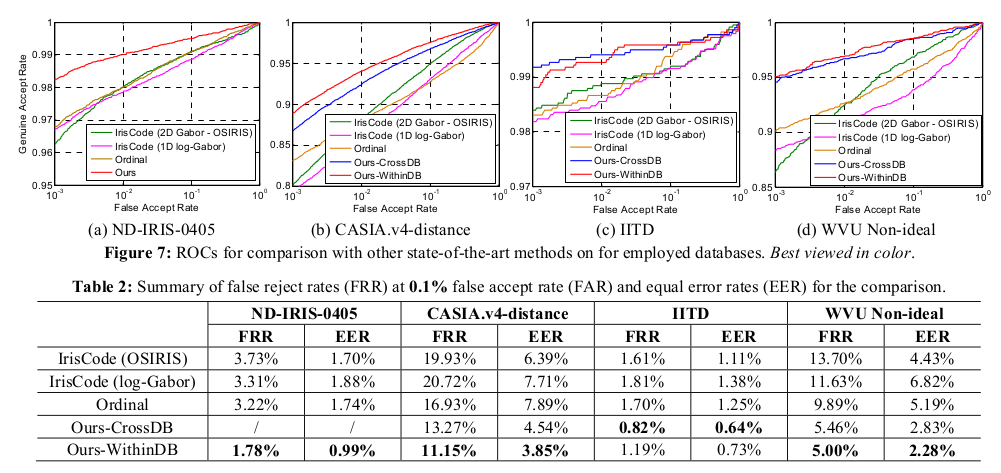 1
0.99
0.98
0.97
0.96
0.95
Genuine Accept Rate
IrisCode (2D Gabor - OSIRIS)
IrisCode (1D log-Gabor)
Ordinal
Ours
10^-3 10^-2 10^-1 10^0
False Accept Rate
(a) ND-IRIS-0405
1
0.95
0.9
0.85
0.8
IrisCode (2D Gabor - OSIRIS)
IrisCode (1D log-Gabor)
Ordinal
Ours-CrossDB
Ours-WithinDB
10^-3 10^-2 10^-1 10^0
False Accept Rate
(b) CASIA.v4-distance
1
0.99
0.98
0.97
IrisCode (2D Gabor - OSIRIS)
IrisCode (1D log-Gabor)
Ordinal
Ours-CrossDB
Ours-WithinDB
10^-3 10^-2 10^-1 10^0
False Accept Rate
(c) IITD
1
0.95
0.9
0.85
IrisCode (2D Gabor - OSIRIS)
IrisCode (1D log-Gabor)
Ordinal
Ours-CrossDB
Ours-WithinDB
10^-3 10^-2 10^-1 10^0
False Accept Rate
(d) WVU Non-ideal
Figure 7: ROCs for comparison with other state-of-the-art methods on for employed databases. Best viewed in color.
Table 2: Summary of false reject rates (FRR) at 0.1% false accept rate (FAR) and equal error rates (EER) for the comparison.
ND-IRIS-0405 CASIA.v4-distance IITD WVU Non-ideal
FRR EER FRR EER FRR EER FRR EER
IrisCode (OSIRIS) 3.73% 1.70% 19.93% 6.39% 1.61% 1.11% 13.70% 4.43%
IrisCode (log-Gabor) 3.31% 1.88% 20.72% 7.71% 1.81% 1.38% 11.63% 6.82%
Ordinal 3.22% 1.74% 16.93% 7.89% 1.70% 1.25% 9.89% 5.19%
Ours-CrossDB / / 13.27% 4.54% 0.82% 0.64% 5.46% 2.83%
Ours-WithinDB 1.78% 0.99% 11.15% 3.85% 1.19% 0.73% 5.00% 2.28%